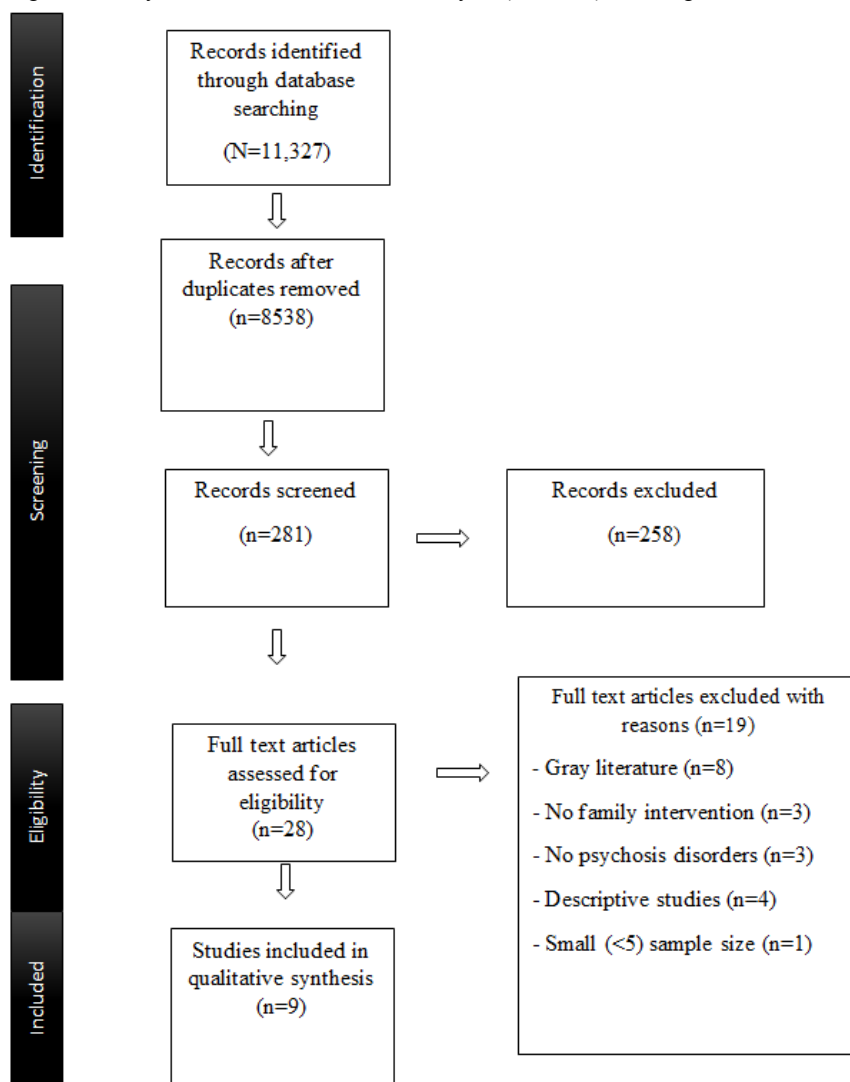 Identification
Records identified
through database
searching
(N=11,327)
Records after
duplicates removed
(n=8538)
Screening
Records screened
(n=281)
Records excluded
(n=258)
Eligibility
Full text articles
assessed for
eligibility
(n=28)
Full text articles excluded with
reasons (n=19)
- Gray literature (n=8)
- No family intervention (n=3)
- No psychosis disorders (n=3)
- Descriptive studies (n=4)
- Small (<5) sample size (n=1)
Included
Studies included in
qualitative synthesis
(n=9)